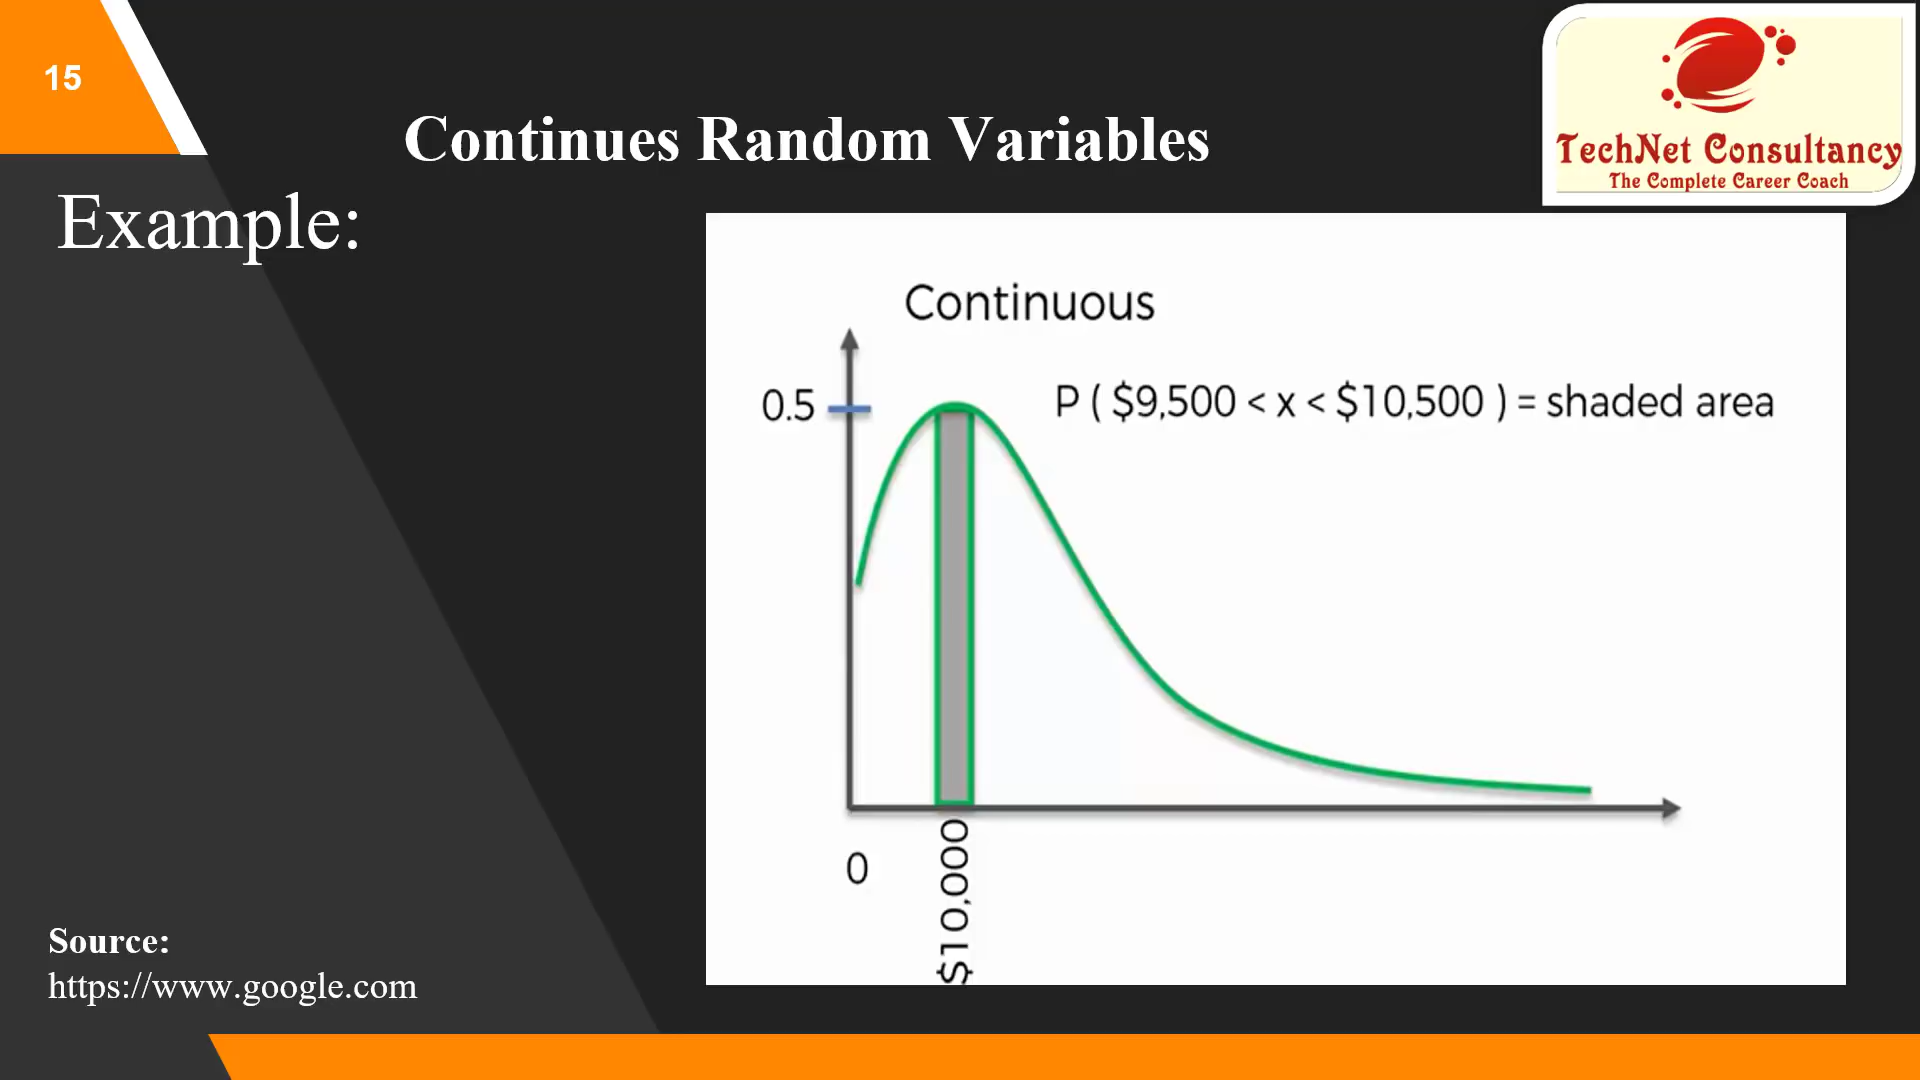 15
Continues Random Variables
TechNet Consultancy
The Complete Career Coach
Example:
Continuous
0.5
P ( $9,500 < x < $10,500 ) = shaded area
0
$10,000
Source:
https://www.google.com